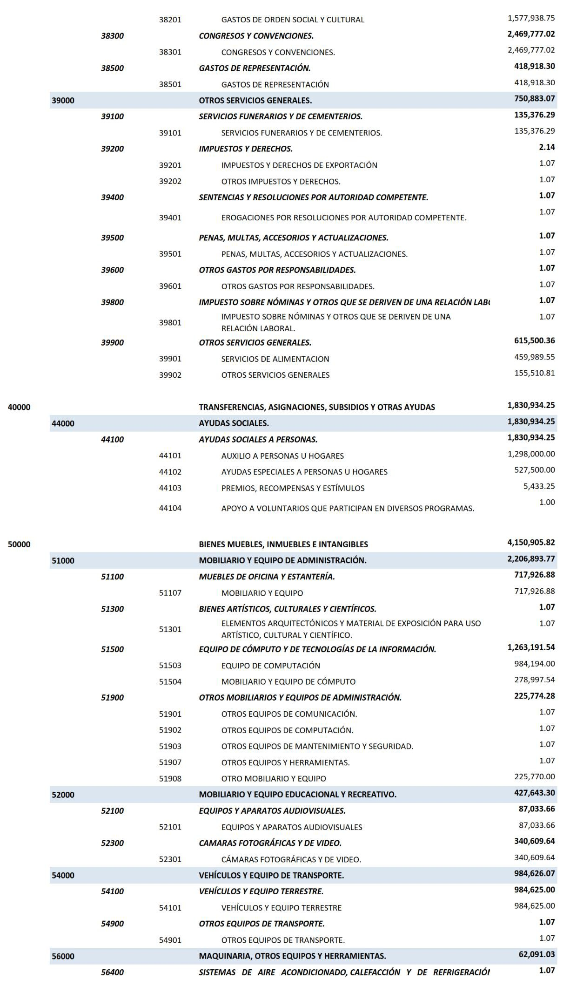 38201 GASTOS DE ORDEN SOCIAL Y CULTURAL 1,577,938.75
38300 CONGRESOS Y CONVENCIONES. 2,469,777.02
38301 CONGRESOS Y CONVENCIONES. 2,469,777.02
38500 GASTOS DE REPRESENTACIÓN. 418,918.30
38501 GASTOS DE REPRESENTACIÓN 418,918.30
39000 OTROS SERVICIOS GENERALES. 750,883.07
39100 SERVICIOS FUNERARIOS Y DE CEMENTERIOS. 135,376.29
39101 SERVICIOS FUNERARIOS Y DE CEMENTERIOS. 135,376.29
39200 IMPUESTOS Y DERECHOS. 2.14
39201 IMPUESTOS Y DERECHOS DE EXPORTACIÓN 1.07
39202 OTROS IMPUESTOS Y DERECHOS. 1.07
39400 SENTENCIAS Y RESOLUCIONES POR AUTORIDAD COMPETENTE. 1.07
39401 EROGACIONES POR RESOLUCIONES POR AUTORIDAD COMPETENTE. 1.07
39500 PENAS, MULTAS, ACCESORIOS Y ACTUALIZACIONES. 1.07
39501 PENAS, MULTAS, ACCESORIOS Y ACTUALIZACIONES. 1.07
39600 OTROS GASTOS POR RESPONSABILIDADES. 1.07
39601 OTROS GASTOS POR RESPONSABILIDADES. 1.07
39800 IMPUESTO SOBRE NÓMINAS Y OTROS QUE SE DERIVEN DE UNA RELACIÓN LAB 1.07
39801 IMPUESTO SOBRE NÓMINAS Y OTROS QUE SE DERIVEN DE UNA 1.07
RELACIÓN LABORAL.
39900 OTROS SERVICIOS GENERALES. 615,500.36
39901 SERVICIOS DE ALIMENTACION 459,989.55
39902 OTROS SERVICIOS GENERALES 155,510.81
40000 TRANSFERENCIAS, ASIGNACIONES, SUBSIDIOS Y OTRAS AYUDAS 1,830,934.25
44000 AYUDAS SOCIALES. 1,830,934.25
44100 AYUDAS SOCIALES A PERSONAS. 1,830,934.25
44101 AUXILIO A PERSONAS U HOGARES 1,298,000.00
44102 AYUDAS ESPECIALES A PERSONAS U HOGARES 527,500.00
44103 PREMIOS, RECOMPENSAS Y ESTÍMULOS 5,433.25
44104 APOYO A VOLUNTARIOS QUE PARTICIPAN EN DIVERSOS PROGRAMAS. 1.00
50000 BIENES MUEBLES, INMUEBLES E INTANGIBLES 4,150,905.82
51000 MOBILIARIO Y EQUIPO DE ADMINISTRACIÓN. 2,206,893.77
51100 MUEBLES DE OFICINA Y ESTANTERÍA. 717,926.88
51107 MOBILIARIO Y EQUIPO 717,926.88
51300 BIENES ARTÍSTICOS, CULTURALES Y CIENTÍFICOS. 1.07
51301 ELEMENTOS ARQUITECTÓNICOS Y MATERIAL DE EXPOSICIÓN PARA USO 1.07
ARTÍSTICO, CULTURAL Y CIENTÍFICO.
51500 EQUIPO DE CÓMPUTO Y DE TECNOLOGÍAS DE LA INFORMACIÓN. 1,263,191.54
51503 EQUIPO DE COMPUTACIÓN 984,194.00
51504 MOBILIARIO Y EQUIPO DE CÓMPUTO 278,997.54
51900 OTROS MOBILIARIOS Y EQUIPOS DE ADMINISTRACIÓN. 225,774.28
51901 OTROS EQUIPOS DE COMUNICACIÓN. 1.07
51902 OTROS EQUIPOS DE COMPUTACIÓN. 1.07
51903 OTROS EQUIPOS DE MANTENIMIENTO Y SEGURIDAD. 1.07
51907 OTROS EQUIPOS Y HERRAMIENTAS. 1.07
51908 OTRO MOBILIARIO Y EQUIPO 225,770.00
52000 MOBILIARIO Y EQUIPO EDUCACIONAL Y RECREATIVO. 427,643.30
52100 EQUIPOS Y APARATOS AUDIOVISUALES. 87,033.66
52101 EQUIPOS Y APARATOS AUDIOVISUALES 87,033.66
52300 CAMARAS FOTOGRÁFICAS Y DE VIDEO. 340,609.64
52301 CÁMARAS FOTOGRÁFICAS Y DE VIDEO. 340,609.64
54000 VEHÍCULOS Y EQUIPO DE TRANSPORTE. 984,626.07
54100 VEHÍCULOS Y EQUIPO TERRESTRE. 984,625.00
54101 VEHÍCULOS Y EQUIPO TERRESTRE 984,625.00
54900 OTROS EQUIPOS DE TRANSPORTE. 1.07
54901 OTROS EQUIPOS DE TRANSPORTE. 1.07
56000 MAQUINARIA, OTROS EQUIPOS Y HERRAMIENTAS. 62,091.03
56400 SISTEMAS DE AIRE ACONDICIONADO, CALEFACCIÓN Y DE REFRIGERACIÓN 1.07